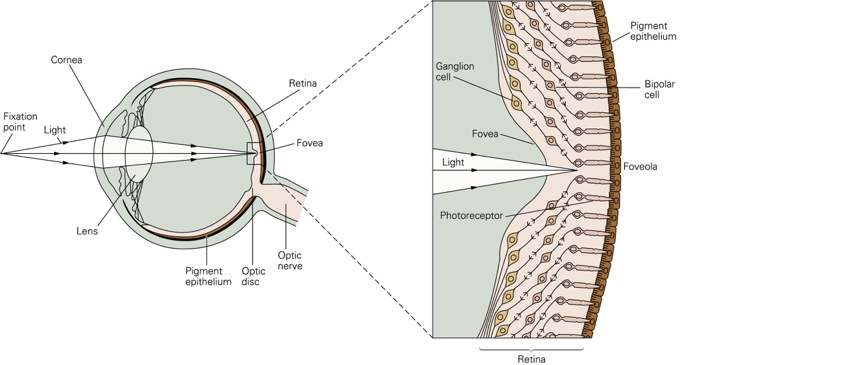 Cornea
Fixation
point
Light
Lens
Pigment
epithelium
Optic
disc
Optic
nerve
Retina
Fovea
Ganglion
cell
Fovea
Light
Photoreceptor
Pigment
epithelium
Bipolar
cell
Foveola
Retina